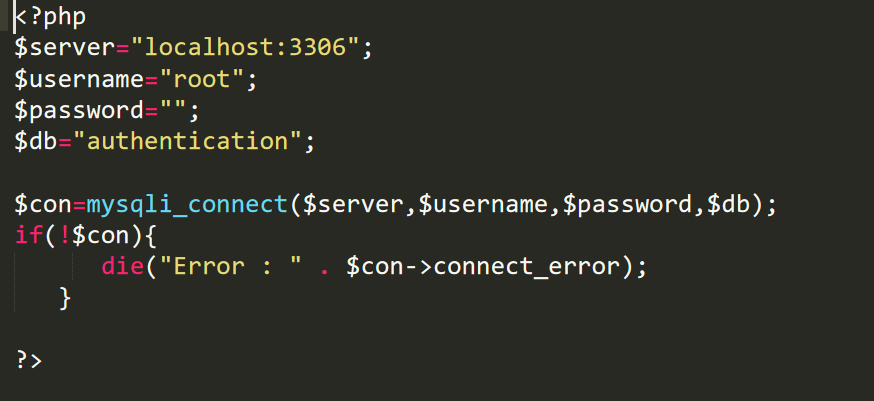 <?php
$server="localhost:3306";
$username="root";
$password="";
$db="authentication";
$con=mysqli_connect($server,$username,$password,$db);
if(!$con){
die("Error : " . $con->connect_error);
}
?>